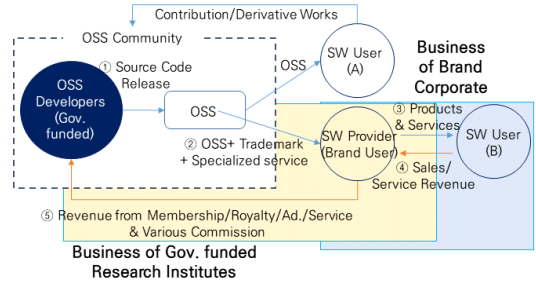 Contribution/Derivative Works
OSS Community
① Source Code
Release
OSS
Developers
(Gov.
funded)
OSS
OSS
SW User
(A)
Business
of Brand
Corporate
② OSS+ Trademark
+ Specialized service
SW Provider
(Brand User)
③ Products
& Services
SW User
(B)
④ Sales/
Service Revenue
⑤ Revenue from Membership/Royalty/Ad./Service
& Various Commission
Business of Gov. funded
Research Institutes